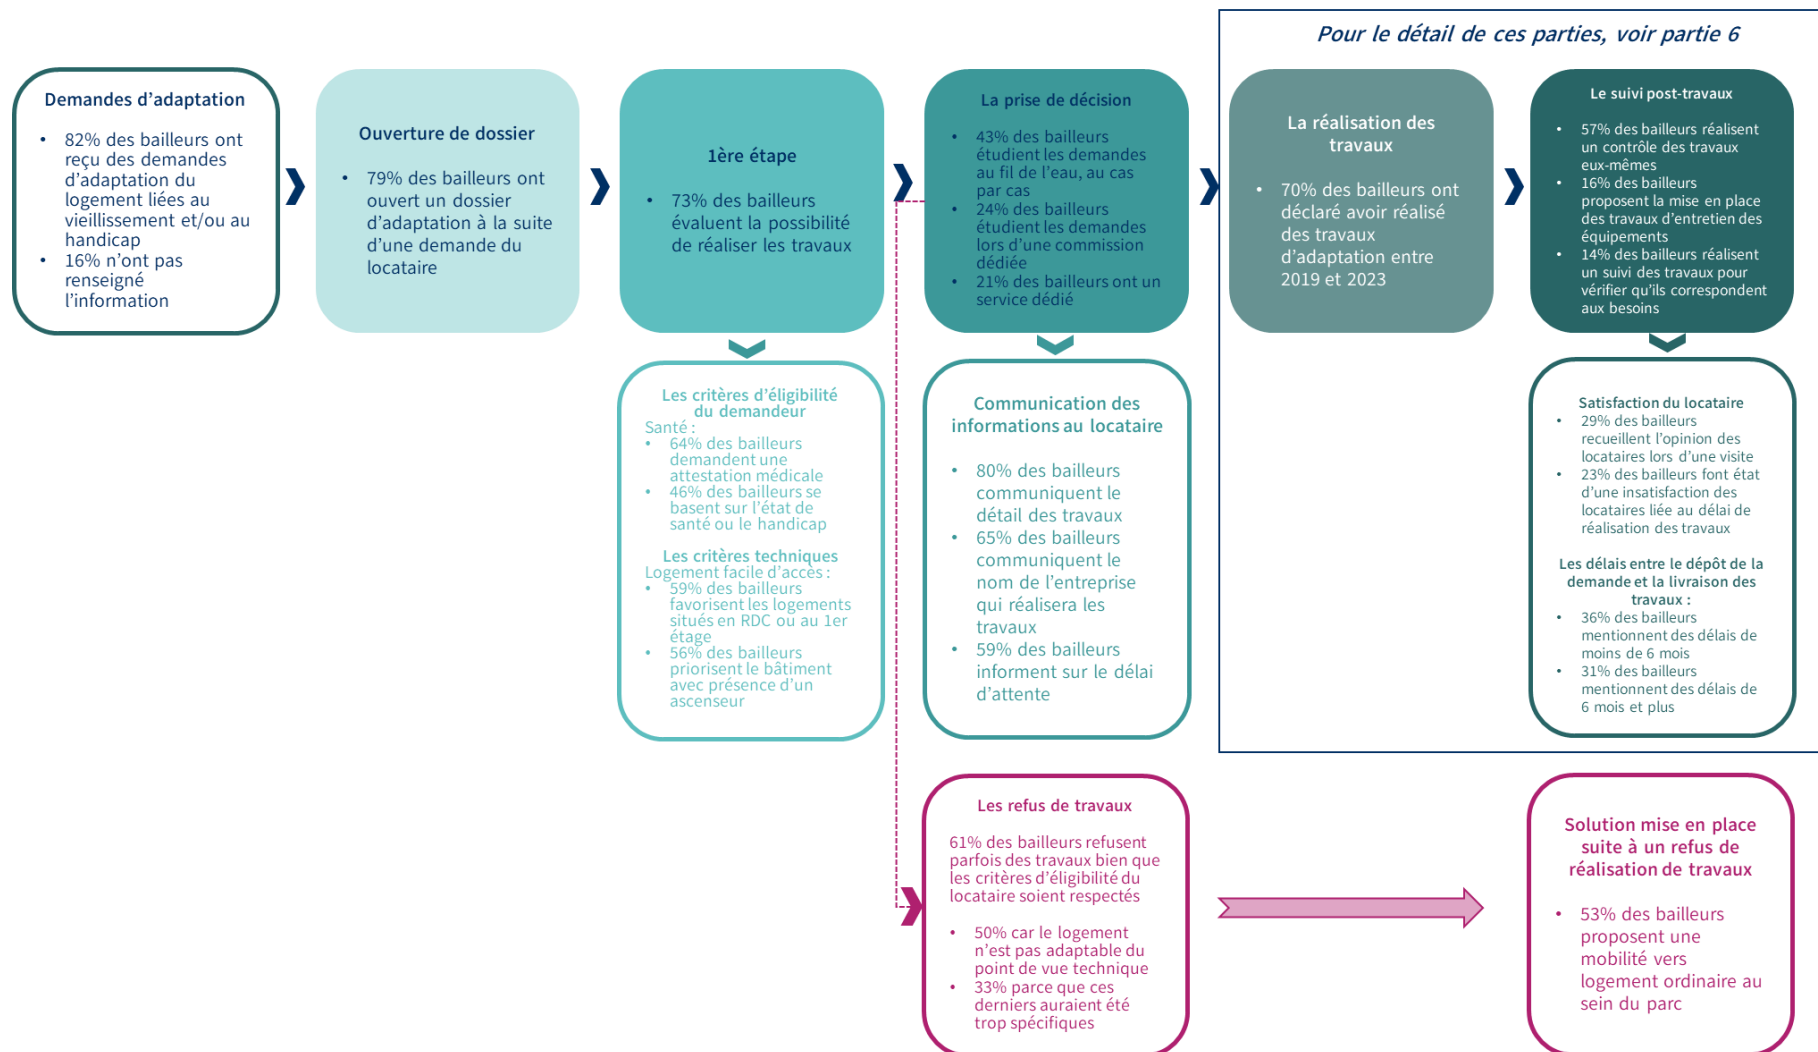 Pour le détail de ces parties, voir partie 6
Demandes d'adaptation
• 82% des bailleurs ont
reçu des demandes
d'adaptation du
logement liées au
vieillissement et/ou au
handicap
• 16% n'ont pas
renseigné
l'information
Ouverture de dossier
• 79% des bailleurs ont
ouvert un dossier
d'adaptation à la suite
d'une demande du
locataire
1ère étape
• 73% des bailleurs
évaluent la possibilité
de réaliser les travaux
La prise de décision
• 43% des bailleurs
étudient les demandes
au fil de l'eau, au cas
par cas
• 24% des bailleurs
étudient les demandes
lors d'une commission
dédiée
• 21% des bailleurs ont un
service dédié
La réalisation des
travaux
• 70% des bailleurs ont
déclaré avoir réalisé
des travaux
d'adaptation entre
2019 et 2023
Le suivi post-travaux
• 57% des bailleurs réalisent
un contrôle des travaux
eux-mêmes
• 16% des bailleurs
proposent la mise en place
des travaux d'entretien des
équipements
• 14% des bailleurs réalisent
un suivi des travaux pour
vérifier qu'ils correspondent
aux besoins
Les critères d'éligibilité
du demandeur
Santé :
• 64% des bailleurs
demandent une
attestation médicale
• 46% des bailleurs se
basent sur l'état de
santé ou le handicap
Les critères techniques
Logement facile d'accès :
• 59% des bailleurs
favorisent les logements
situés en RDC ou au 1er
étage
• 56% des bailleurs
priorisent le bâtiment
avec présence d'un
ascenseur
Communication des
informations au locataire
• 80% des bailleurs
communiquent le
détail des travaux
• 65% des bailleurs
communiquent le
nom de l'entreprise
qui réalisera les
travaux
• 59% des bailleurs
informent sur le délai
d'attente
Satisfaction du locataire
• 29% des bailleurs
recueillent l'opinion des
locataires lors d'une visite
• 23% des bailleurs font état
d'une insatisfaction des
locataires liée au délai de
réalisation des travaux
Les délais entre le dépôt de la
demande et la livraison des
travaux :
• 36% des bailleurs
mentionnent des délais de
moins de 6 mois
• 31% des bailleurs
mentionnent des délais de
6 mois et plus
Les refus de travaux
61% des bailleurs refusent
parfois des travaux bien que
les critères d'éligibilité du
locataire soient respectés
• 50% car le logement
n'est pas adaptable du
point de vue technique
• 33% parce que ces
derniers auraient été
trop spécifiques
Solution mise en place
suite à un refus de
réalisation de travaux
• 53% des bailleurs
proposent une
mobilité vers
logement ordinaire au
sein du parc